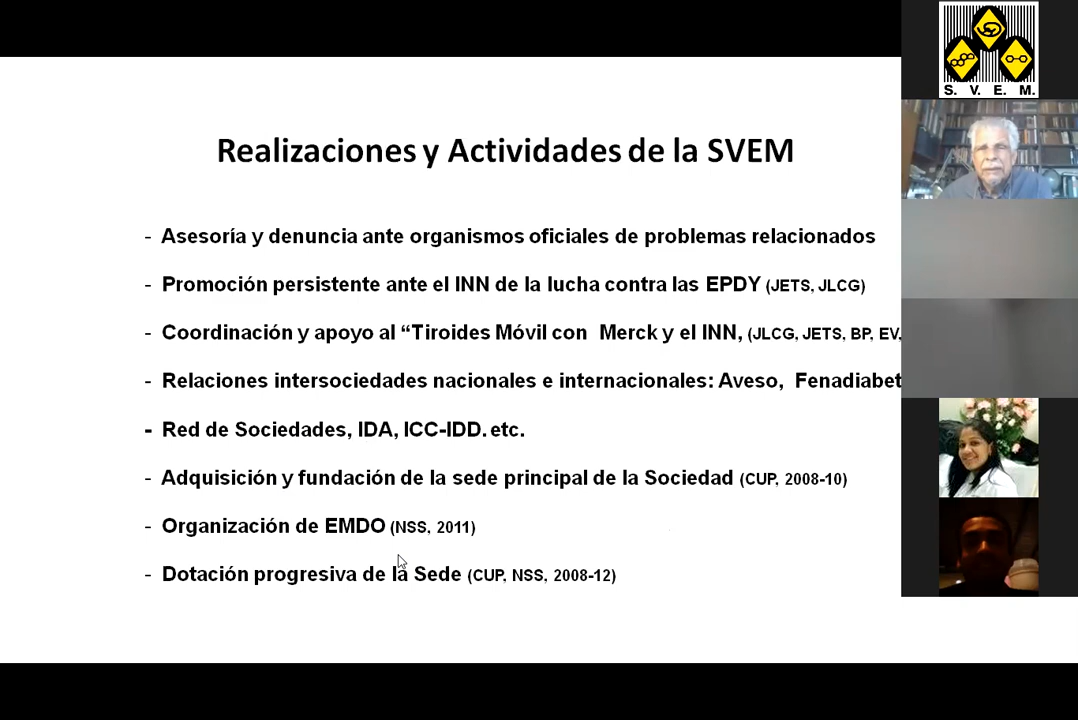 Realizaciones y Actividades de la SVEM
- Asesoría y denuncia ante organismos oficiales de problemas relacionados
- Promoción persistente ante el INN de la lucha contra las EPDY (JETS, JLCG)
- Coordinación y apoyo al “Tiroides Móvil con Merck y el INN, (JLCG, JETS, BP, EV,
- Relaciones intersociedades nacionales e internacionales: Aveso, Fenadiabet
- Red de Sociedades, IDA, ICC-IDD. etc.
- Adquisición y fundación de la sede principal de la Sociedad (CUP, 2008-10)
- Organización de EMDO (NSS, 2011)
- Dotación progresiva de la Sede (CUP, NSS, 2008-12)
S. V. E. M.